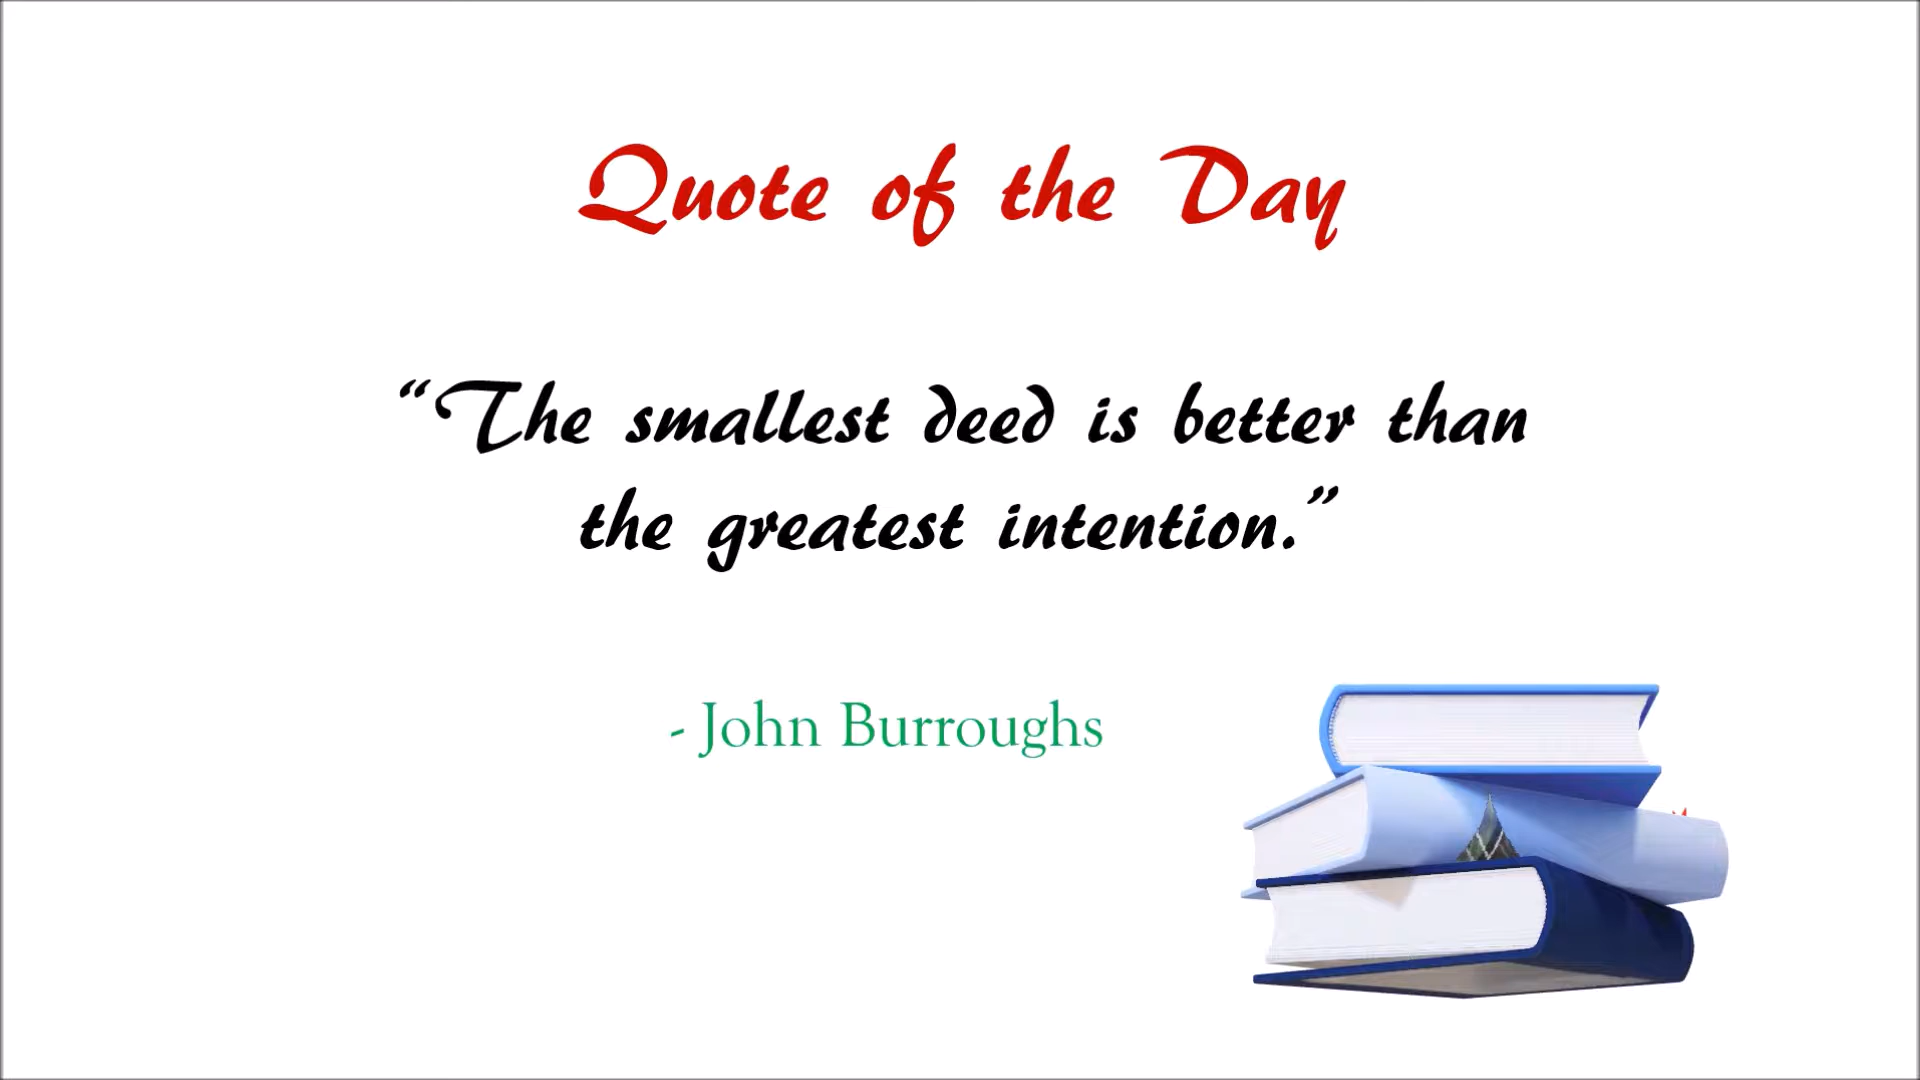 Quote of the Day
“The smallest deed is better than
the greatest intention.”
- John Burroughs